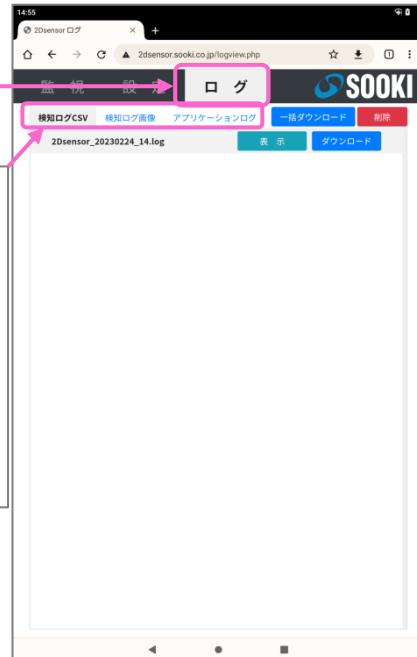 14:55
2Dsensor ログ
2dsensor.sooki.co.jp/logview.php
監 視 設 定 ログ SOOKI
検知ログCSV 検知ログ画像 アプリケーションログ 一括ダウンロード 削除
2Dsensor_20230224_14.log 表 示 ダウンロード